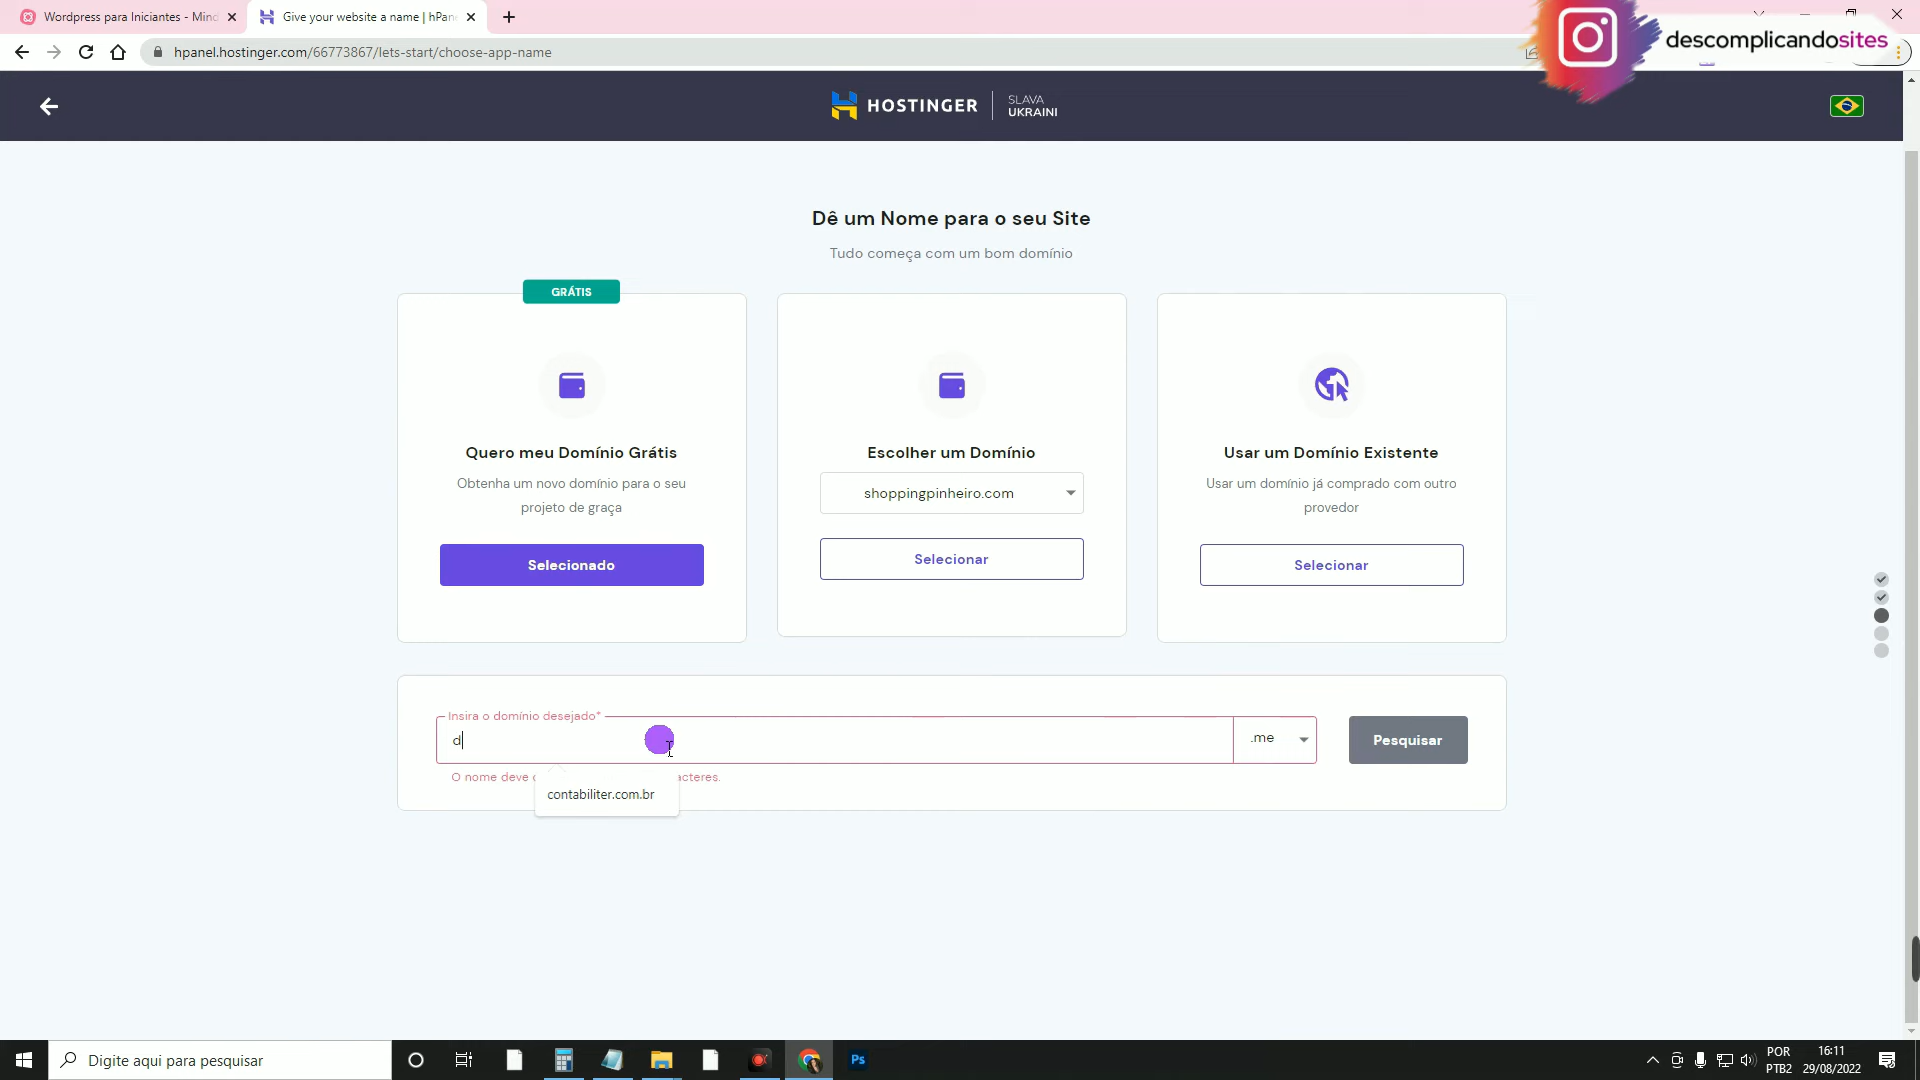 Wordpress para Iniciantes - Mind
Give your website a name | hPane
hpanel.hostinger.com/66773867/lets-start/choose-app-name
descomplicandosites
HOSTINGER
SLAVA
UKRAINI
Dê um Nome para o seu Site
Tudo começa com um bom domínio
GRÁTIS
Quero meu Domínio Grátis
Obtenha um novo domínio para o seu
projeto de graça
Selecionado
Escolher um Domínio
shoppingpinheiro.com
Selecionar
Usar um Domínio Existente
Usar um domínio já comprado com outro
provedor
Selecionar
Insira o domínio desejado*
d
.me
Pesquisar
O nome deve
acteres.
contabiliter.com.br
Digite aqui para pesquisar
Ps
POR
PTB2
16:11
29/08/2022